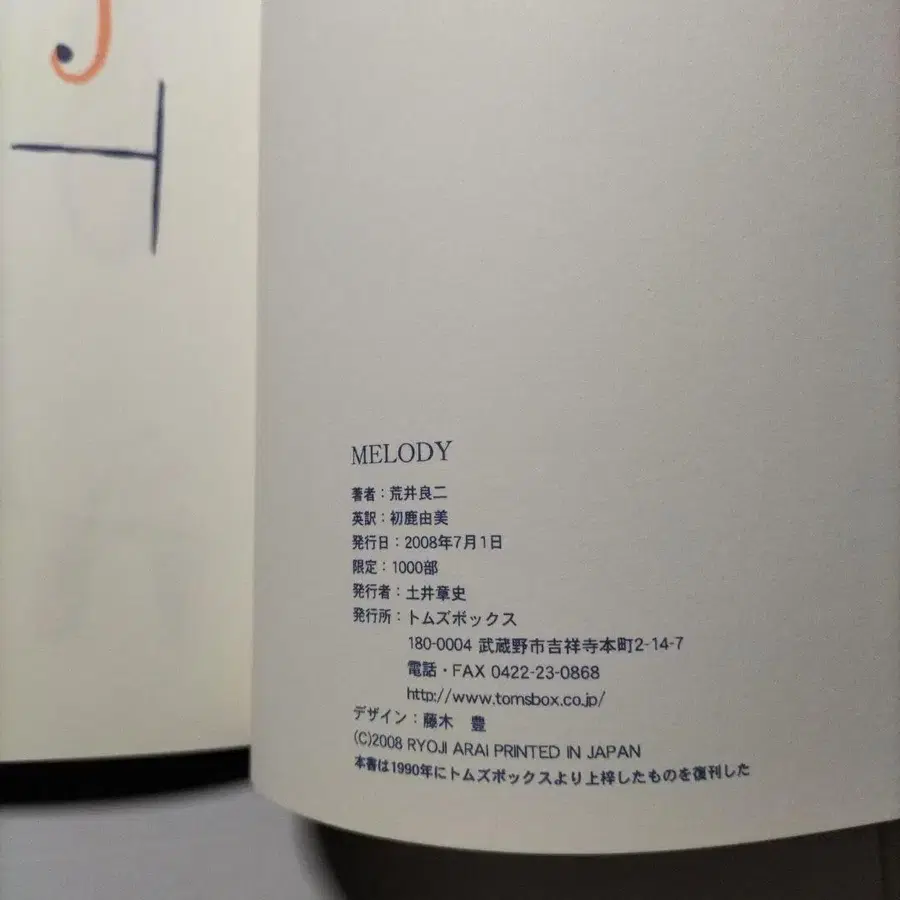 MELODY
著者：荒井良二
英訳：初鹿由美
発行日：2008年7月1日
限定：1000部
発行者：土井章史
発行所：トムズボックス
180-0004 武蔵野市吉祥寺本町2-14-7
電話・FAX 0422-23-0868
http://www.tomsbox.co.jp/
デザイン：藤木　豊
(C)2008 RYOJI ARAI PRINTED IN JAPAN
本書は1990年にトムズボックスより上梓したものを復刊した